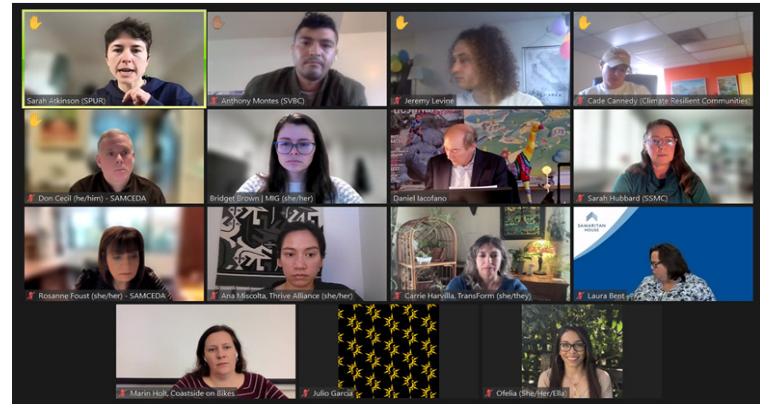 Sarah Atkinson (SPUR)
Anthony Montes (SVBC)
Jeremy Levine
Cade Cannedy (Climate Resilient Communities)
Don Cecil (he/him) - SAMCEDA
Bridget Brown | MIG (she/her)
Daniel Iacofano
Sarah Hubbard (SSMC)
Rosanne Foust (she/her) - SAMCEDA
Ana Miscolta, Thrive Alliance (she/her)
Carrie Harvilla, TransForm (she/they)
SAMARITAN
HOUSE
Laura Bent
Marin Holt, Coastside on Bikes
Julio Garcia
Ofelia (She/Her/Ella)